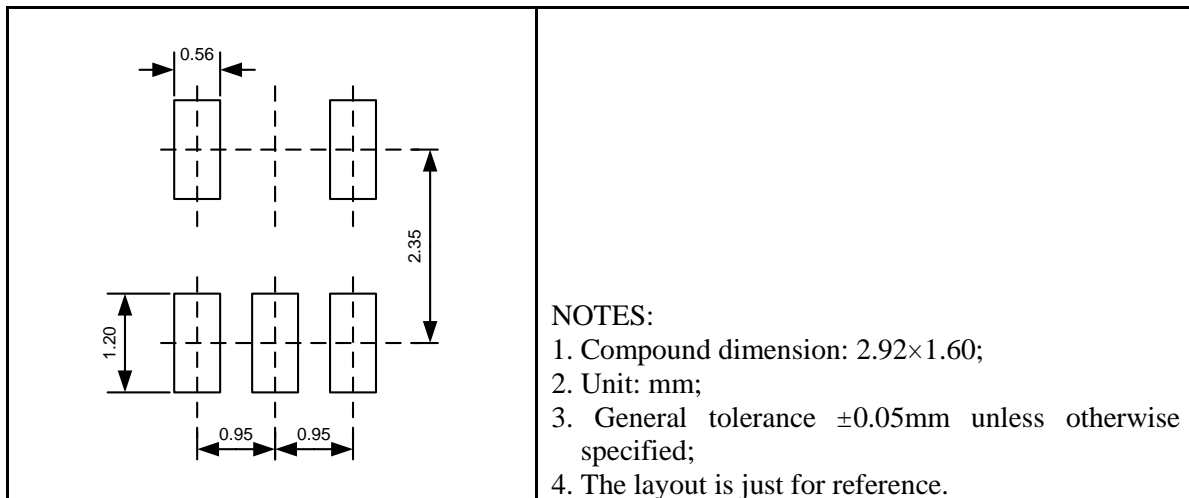 0.56
2.35
1.20
0.95 0.95
NOTES:
1. Compound dimension: 2.92×1.60;
2. Unit: mm;
3. General tolerance ±0.05mm unless otherwise
specified;
4. The layout is just for reference.